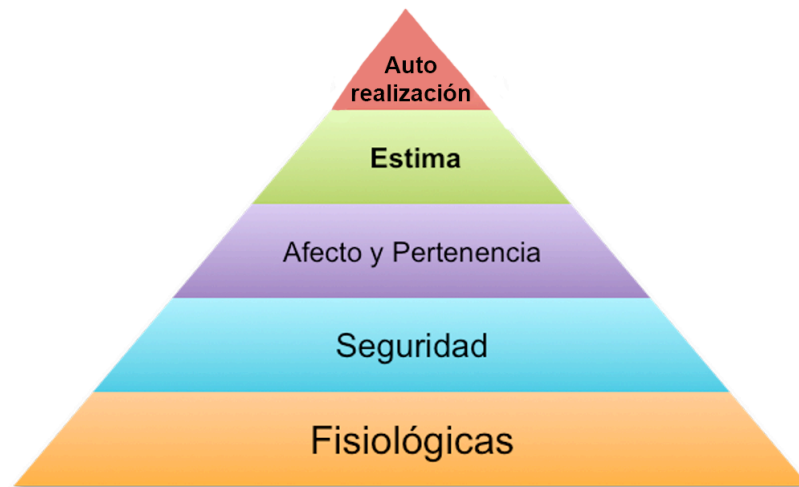 Auto
realización
Estima
Afecto y Pertenencia
Seguridad
Fisiológicas